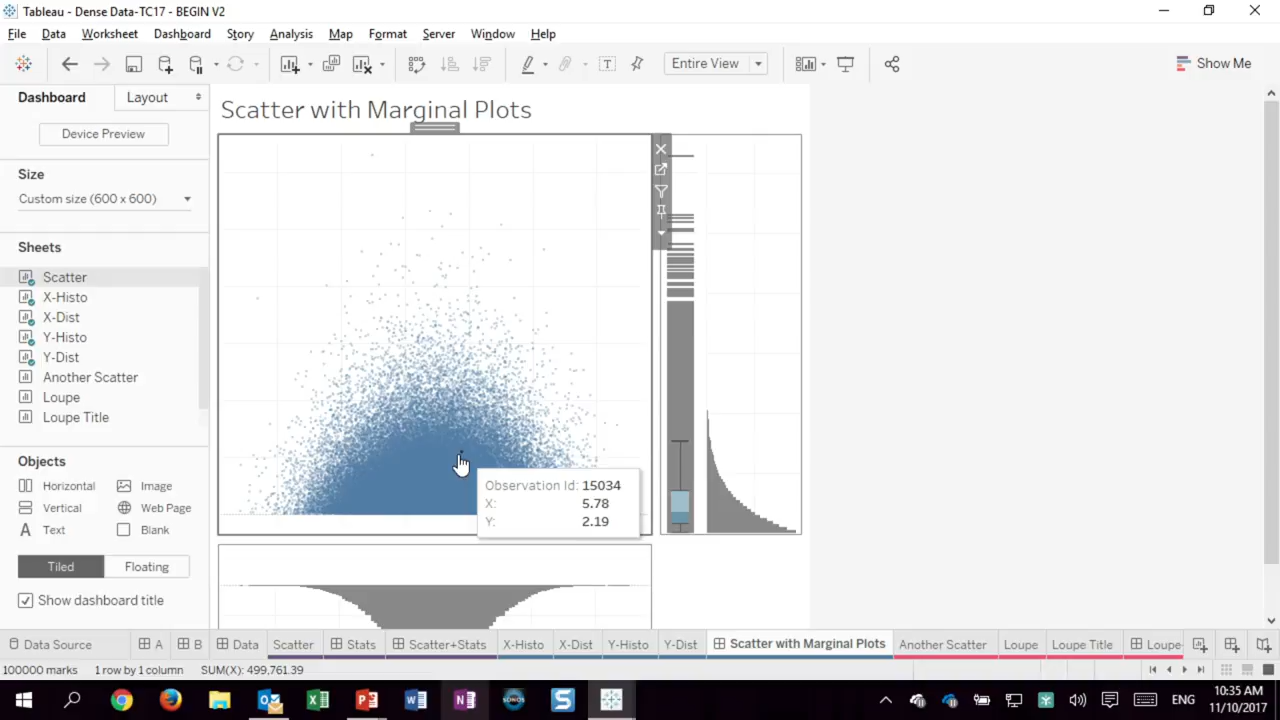 Tableau - Dense Data-TC17 - BEGIN V2
File Data Worksheet Dashboard Story Analysis Map Format Server Window Help
Entire View
Show Me
Dashboard
Layout
Device Preview
Size
Custom size (600 x 600)
Sheets
Scatter
X-Histo
X-Dist
Y-Histo
Y-Dist
Another Scatter
Loupe
Loupe Title
Objects
Horizontal Image
Vertical Web Page
A Text Blank
Tiled Floating
Show dashboard title
Scatter with Marginal Plots
Observation Id: 15034
X: 5.78
Y: 2.19
Data Source A B Data Scatter Stats Scatter+Stats X-Histo X-Dist Y-Histo Y-Dist Scatter with Marginal Plots Another Scatter Loupe Loupe Title Loupe
100000 marks 1 row by 1 column SUM(X): 499,761.39
SONOS
ENG
10:35 AM
11/10/2017